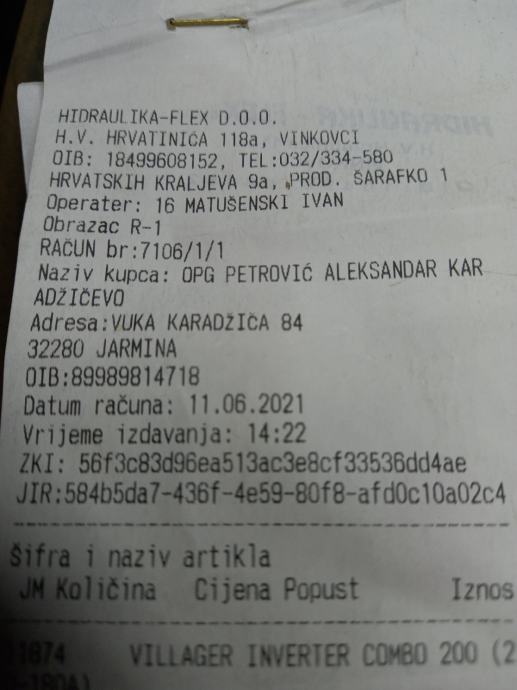 HIDRAULIKA-FLEX D.O.O.
H.V. HRVATINIĆA 118a, VINKOVCI
OIB: 18499608152, TEL:032/334-580
HRVATSKIH KRALJEVA 9a, PROD. ŠARAFKO 1
Operater: 16 MATUŠENSKI IVAN
Obrazac R-1
RAČUN br:7106/1/1
Naziv kupca: OPG PETROVIĆ ALEKSANDAR KAR
ADŽIČEVO
Adresa:VUKA KARADŽIĆA 84
32280 JARMINA
OIB:89989814718
Datum računa: 11.06.2021
Vrijeme izdavanja: 14:22
ZKI: 56f3c83d96ea513ac3e8cf33536dd4ae
JIR:584b5da7-436f-4e59-80f8-afd0c10a02c4
Šifra i naziv artikla
JM Količina Cijena Popust Iznos
VILLAGER INVERTER COMBO 200 (2